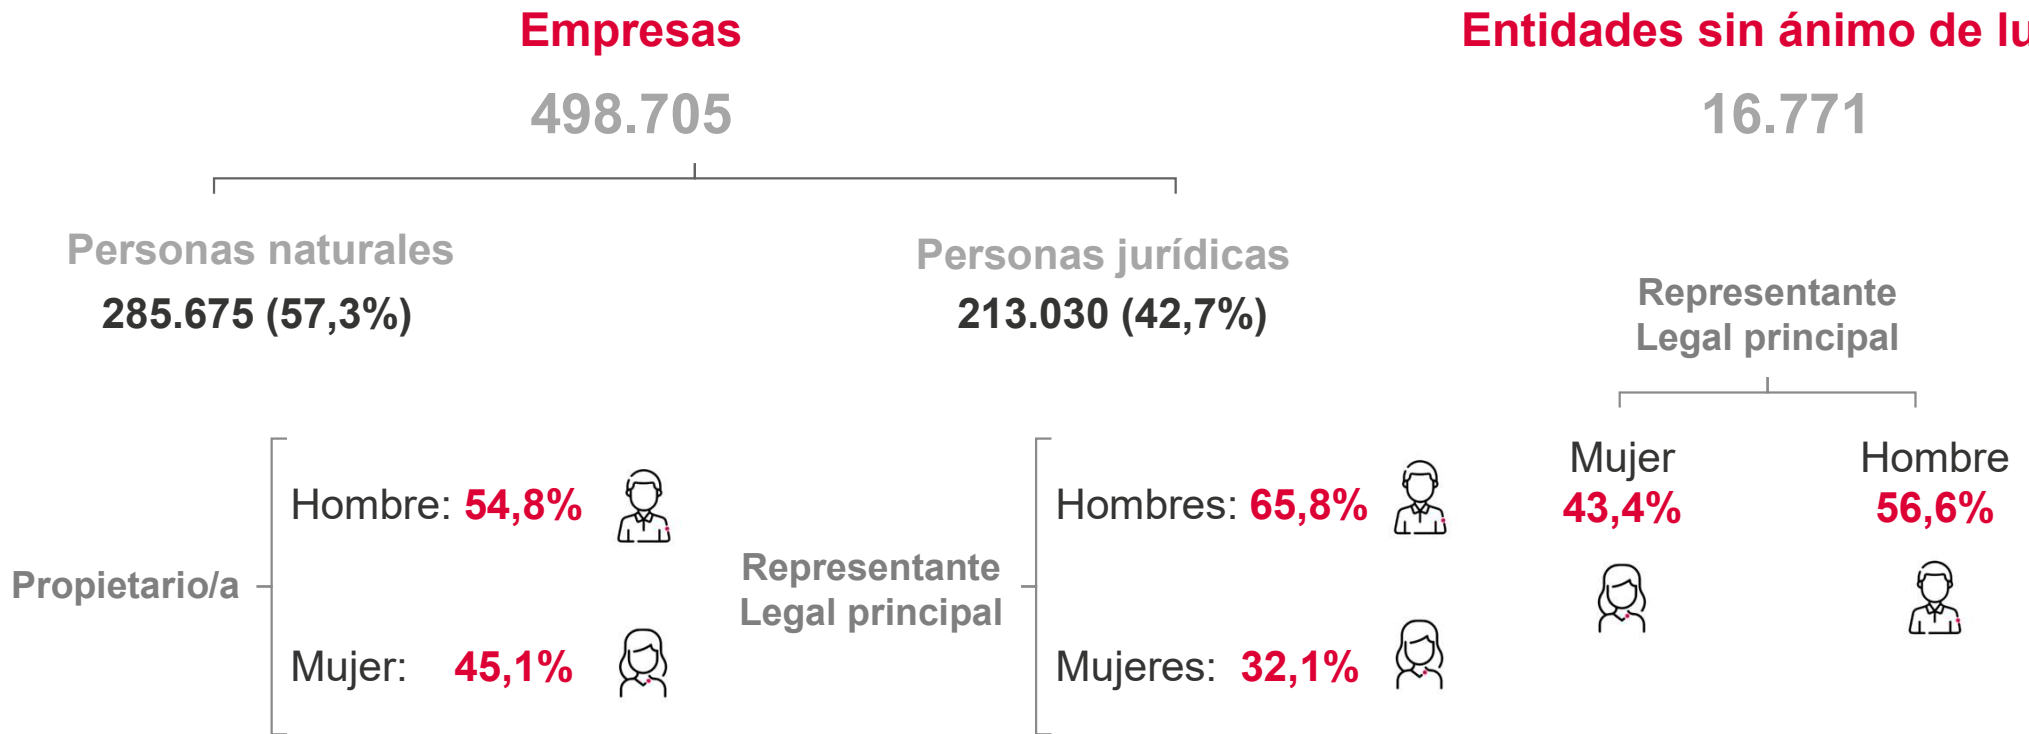 Empresas
498.705
Personas naturales
285.675 (57,3%)
Personas jurídicas
213.030 (42,7%)
Propietario/a
Hombre: 54,8%
Mujer: 45,1%
Representante
Legal principal
Hombres: 65,8%
Mujeres: 32,1%
Entidades sin ánimo de lu
16.771
Representante
Legal principal
Mujer
43,4%
Hombre
56,6%